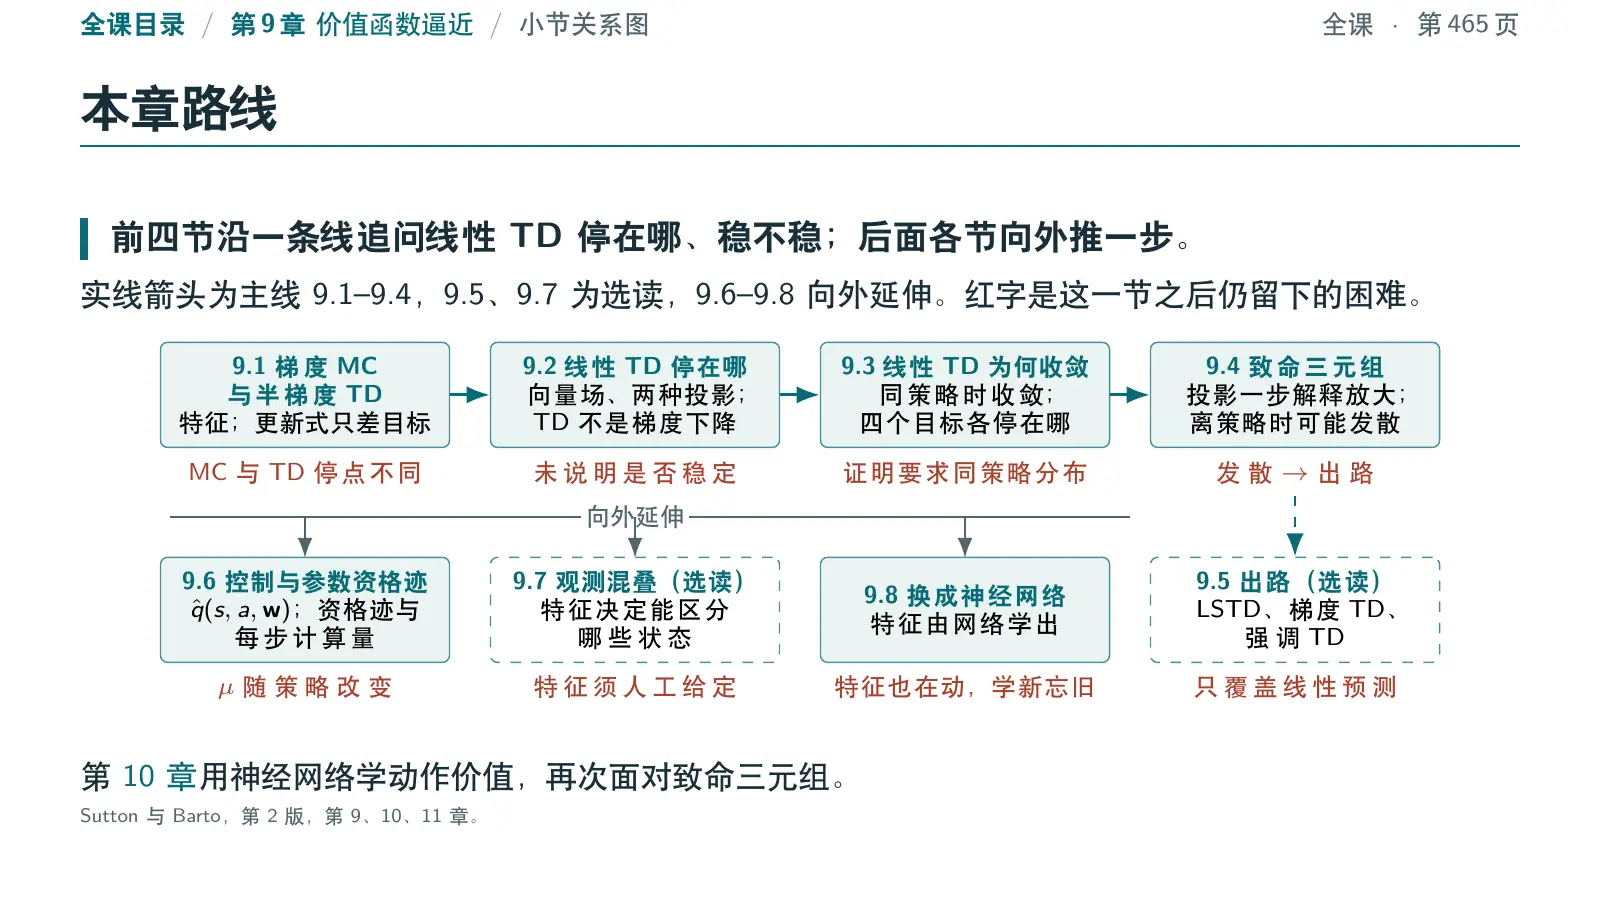 全课目录 / 第 9 章 价值函数逼近 / 小节关系图
全课 · 第 465 页
本章路线
前四节沿一条线追问线性 TD 停在哪、稳不稳；后面各节向外推一步。
实线箭头为主线 9.1–9.4，9.5、9.7 为选读，9.6–9.8 向外延伸。红字是这一节之后仍留下的困难。
9.1 梯度 MC
与半梯度 TD
特征；更新式只差目标
MC 与 TD 停点不同
9.2 线性 TD 停在哪
向量场、两种投影；
TD 不是梯度下降
未说明是否稳定
9.3 线性 TD 为何收敛
同策略时收敛；
四个目标各停在哪
证明要求同策略分布
9.4 致命三元组
投影一步解释放大；
离策略时可能发散
发散 → 出路
向外延伸
9.6 控制与参数资格迹
q̂(s, a, w)；资格迹与
每步计算量
μ 随策略改变
9.7 观测混叠（选读）
特征决定能区分
哪些状态
特征须人工给定
9.8 换成神经网络
特征由网络学出
特征也在动，学新忘旧
9.5 出路（选读）
LSTD、梯度 TD、
强调 TD
只覆盖线性预测
第 10 章用神经网络学动作价值，再次面对致命三元组。
Sutton 与 Barto，第 2 版，第 9、10、11 章。